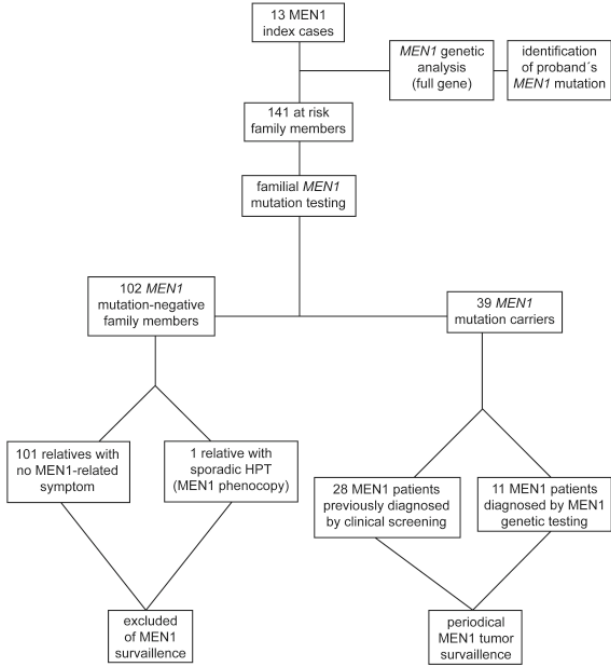 13 MEN1
index cases
MEN1 genetic
analysis
(full gene)
identification
of proband´s
MEN1 mutation
141 at risk
family members
familial MEN1
mutation testing
102 MEN1
mutation-negative
family members
39 MEN1
mutation carriers
101 relatives with
no MEN1-related
symptom
1 relative with
sporadic HPT
(MEN1 phenocopy)
28 MEN1 patients
previously diagnosed
by clinical screening
11 MEN1 patients
diagnosed by MEN1
genetic testing
excluded
of MEN1
survaillence
periodical
MEN1 tumor
survaillence